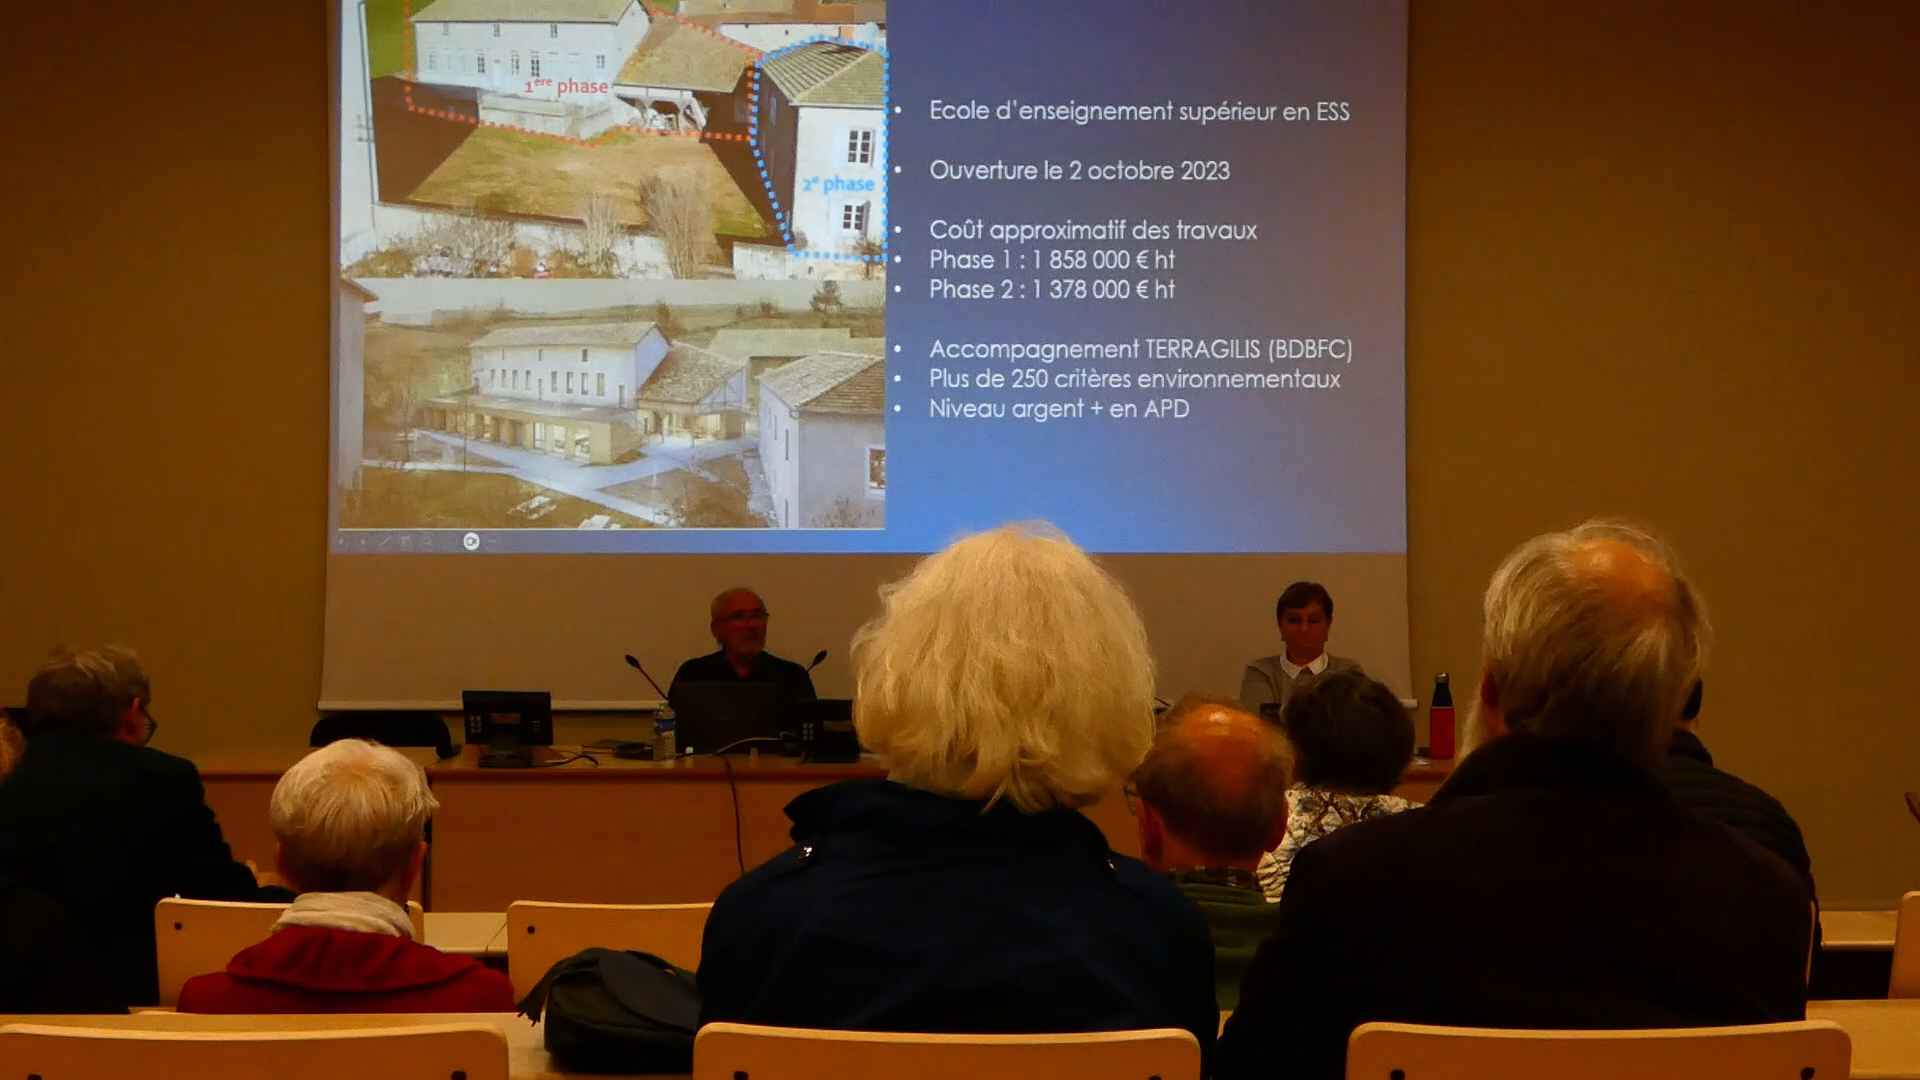 1ère phase
2e phase
• Ecole d'enseignement supérieur en ESS
• Ouverture le 2 octobre 2023
• Coût approximatif des travaux
• Phase 1 : 1 858 000 € ht
• Phase 2 : 1 378 000 € ht
• Accompagnement TERRAGILIS (BDBFC)
• Plus de 250 critères environnementaux
• Niveau argent + en APD